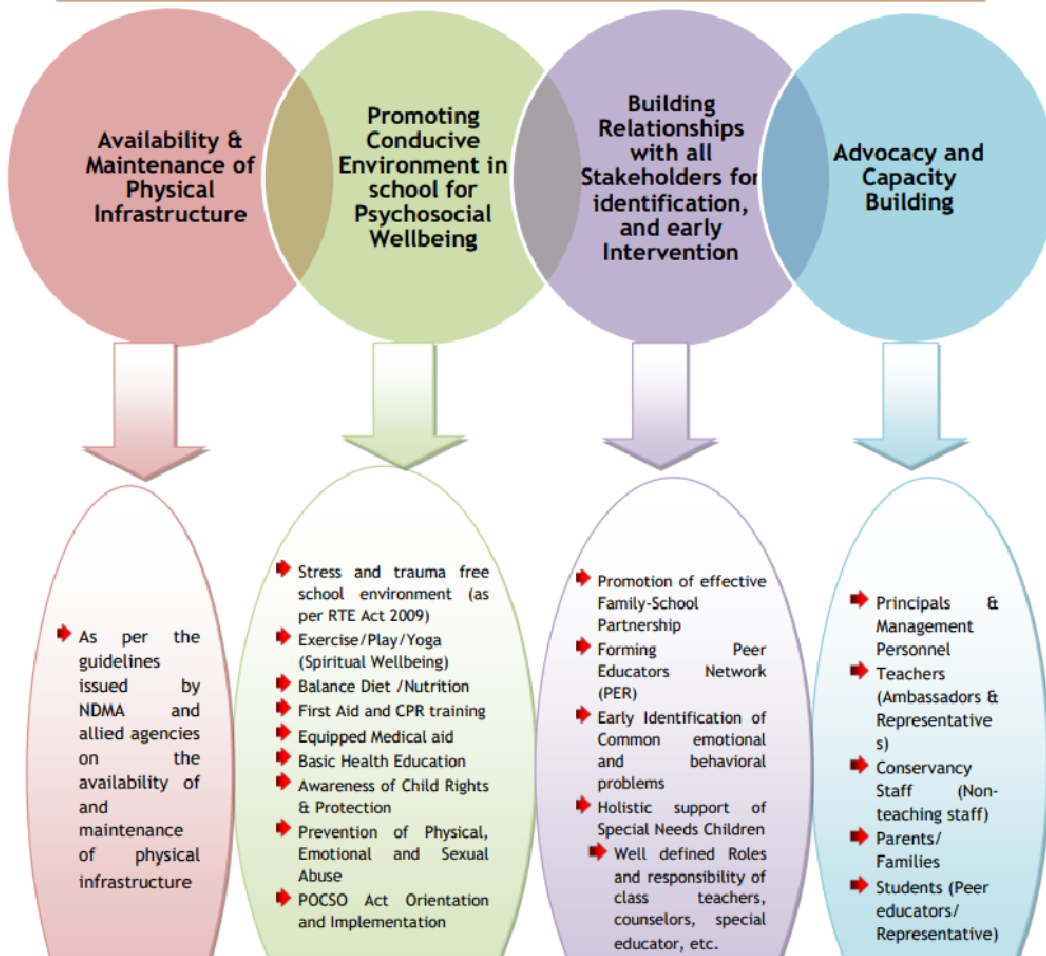 Availability &
Maintenance of
Physical
Infrastructure
Promoting
Conducive
Environment in
school for
Psychosocial
Wellbeing
Building
Relationships
with all
Stakeholders for
identification,
and early
Intervention
Advocacy and
Capacity
Building
As per the
guidelines
issued by
NDMA and
allied agencies
on the
availability of
and
maintenance
of physical
infrastructure
Stress and trauma free
school environment (as
per RTE Act 2009)
Exercise/Play/Yoga
(Spiritual Wellbeing)
Balance Diet /Nutrition
First Aid and CPR training
Equipped Medical aid
Basic Health Education
Awareness of Child Rights
& Protection
Prevention of Physical,
Emotional and Sexual
Abuse
POCSO Act Orientation
and Implementation
Promotion of effective
Family-School
Partnership
Forming Peer
Educators Network
(PER)
Early Identification of
Common emotional
and behavioral
problems
Holistic support of
Special Needs Children
Well defined Roles
and responsibility of
class teachers,
counselors, special
educator, etc.
Principals &
Management
Personnel
Teachers
(Ambassadors &
Representative
s)
Conservancy
Staff (Non-
teaching staff)
Parents/
Families
Students (Peer
educators/
Representative)